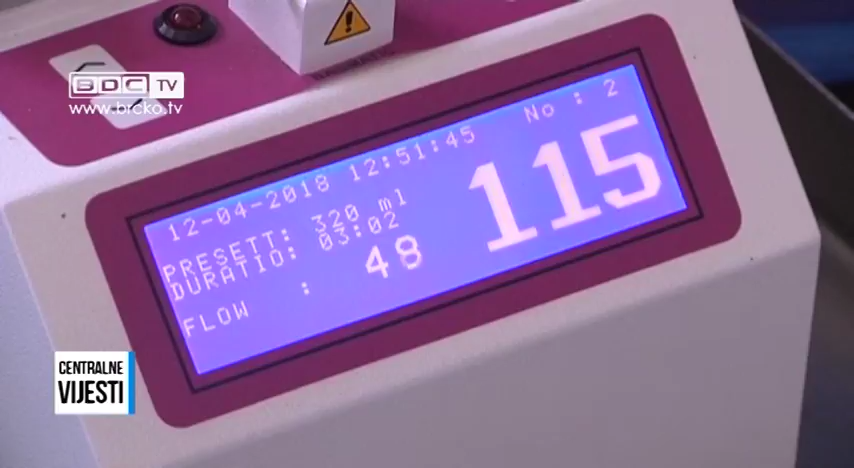 BDC TV
www.brcko.tv
12-04-2018 12:51:45 No : 2
PRESETT: 320 ml
DURATIO: 03:02
FLOW : 48
115
CENTRALNE
VIJESTI